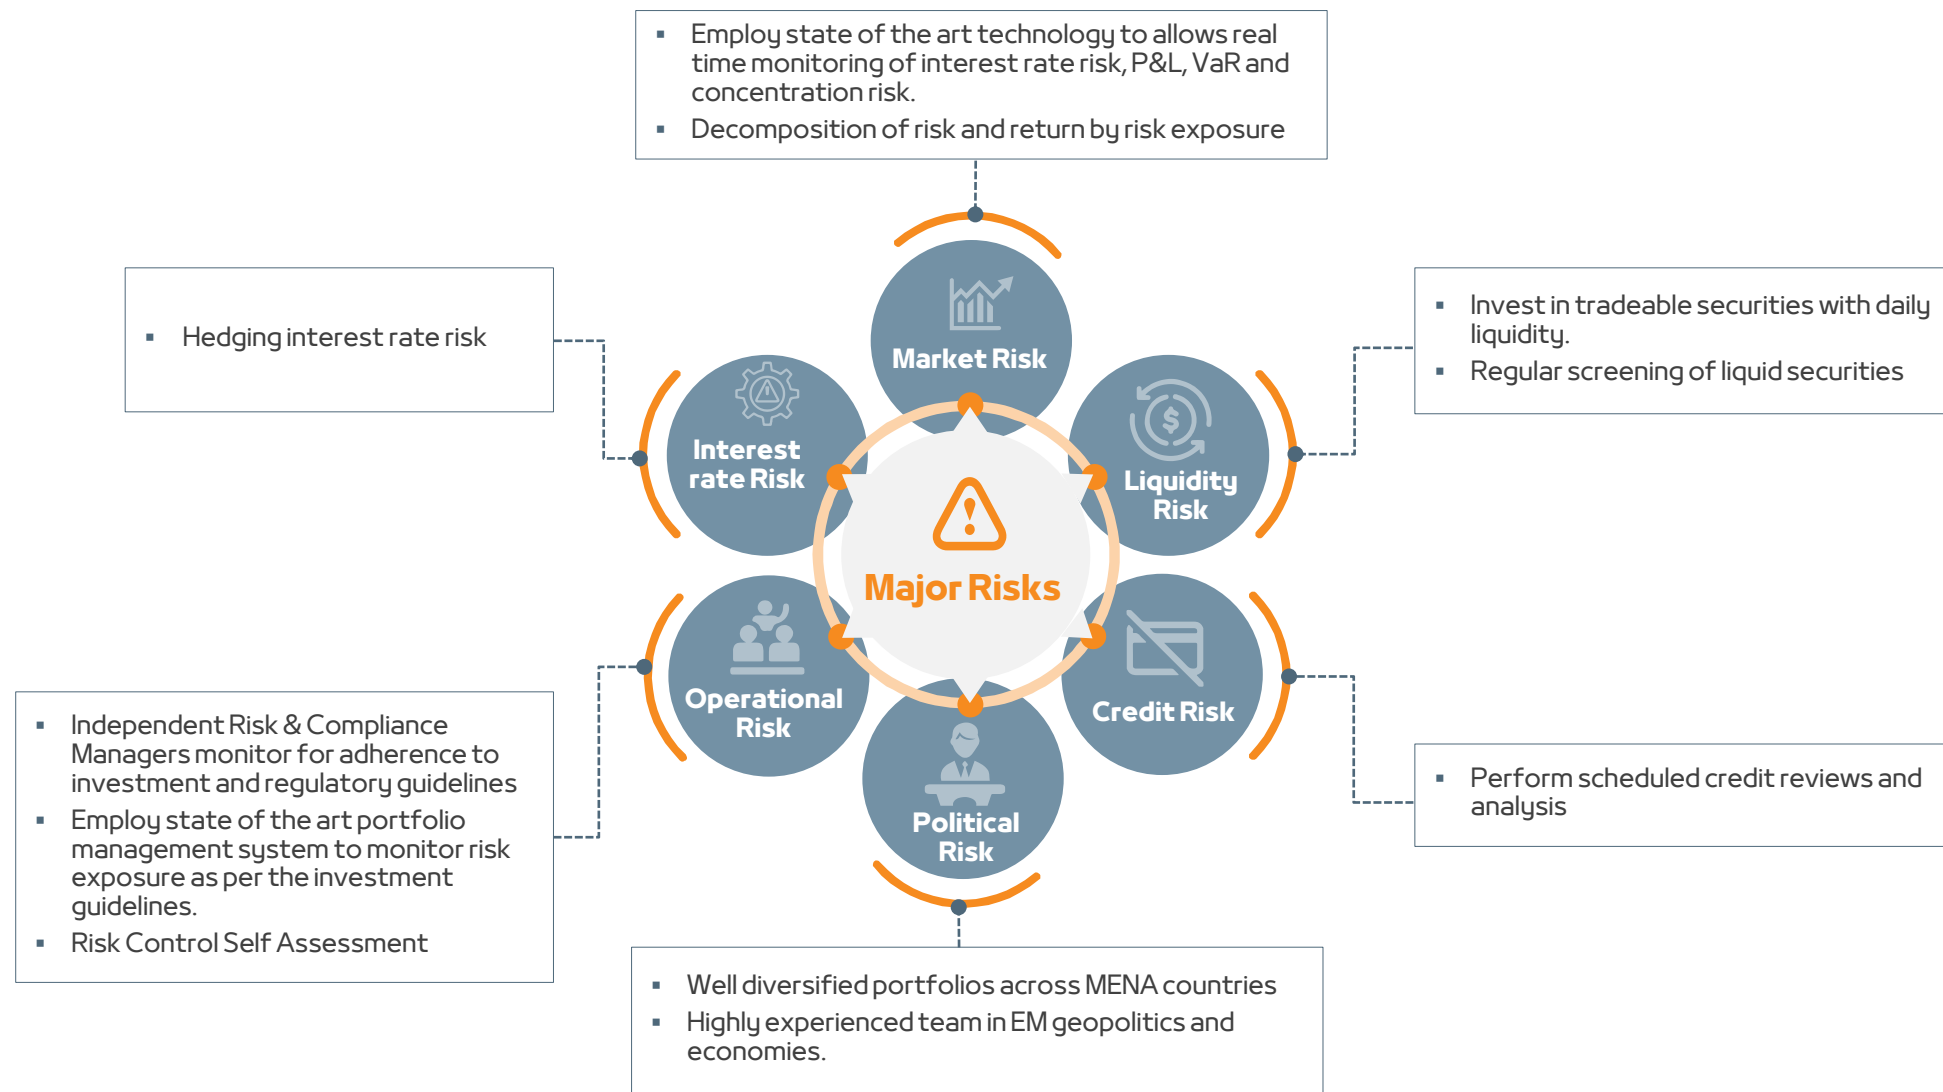 ▪ Employ state of the art technology to allows real
time monitoring of interest rate risk, P&L, VaR and
concentration risk.
▪ Decomposition of risk and return by risk exposure
▪ Hedging interest rate risk
▪ Invest in tradeable securities with daily
liquidity.
▪ Regular screening of liquid securities
Market Risk
Interest
rate Risk
$
Liquidity
Risk
Major Risks
Operational
Risk
Credit Risk
Political
Risk
▪ Independent Risk & Compliance
Managers monitor for adherence to
investment and regulatory guidelines
▪ Employ state of the art portfolio
management system to monitor risk
exposure as per the investment
guidelines.
▪ Risk Control Self Assessment
▪ Perform scheduled credit reviews and
analysis
▪ Well diversified portfolios across MENA countries
▪ Highly experienced team in EM geopolitics and
economies.